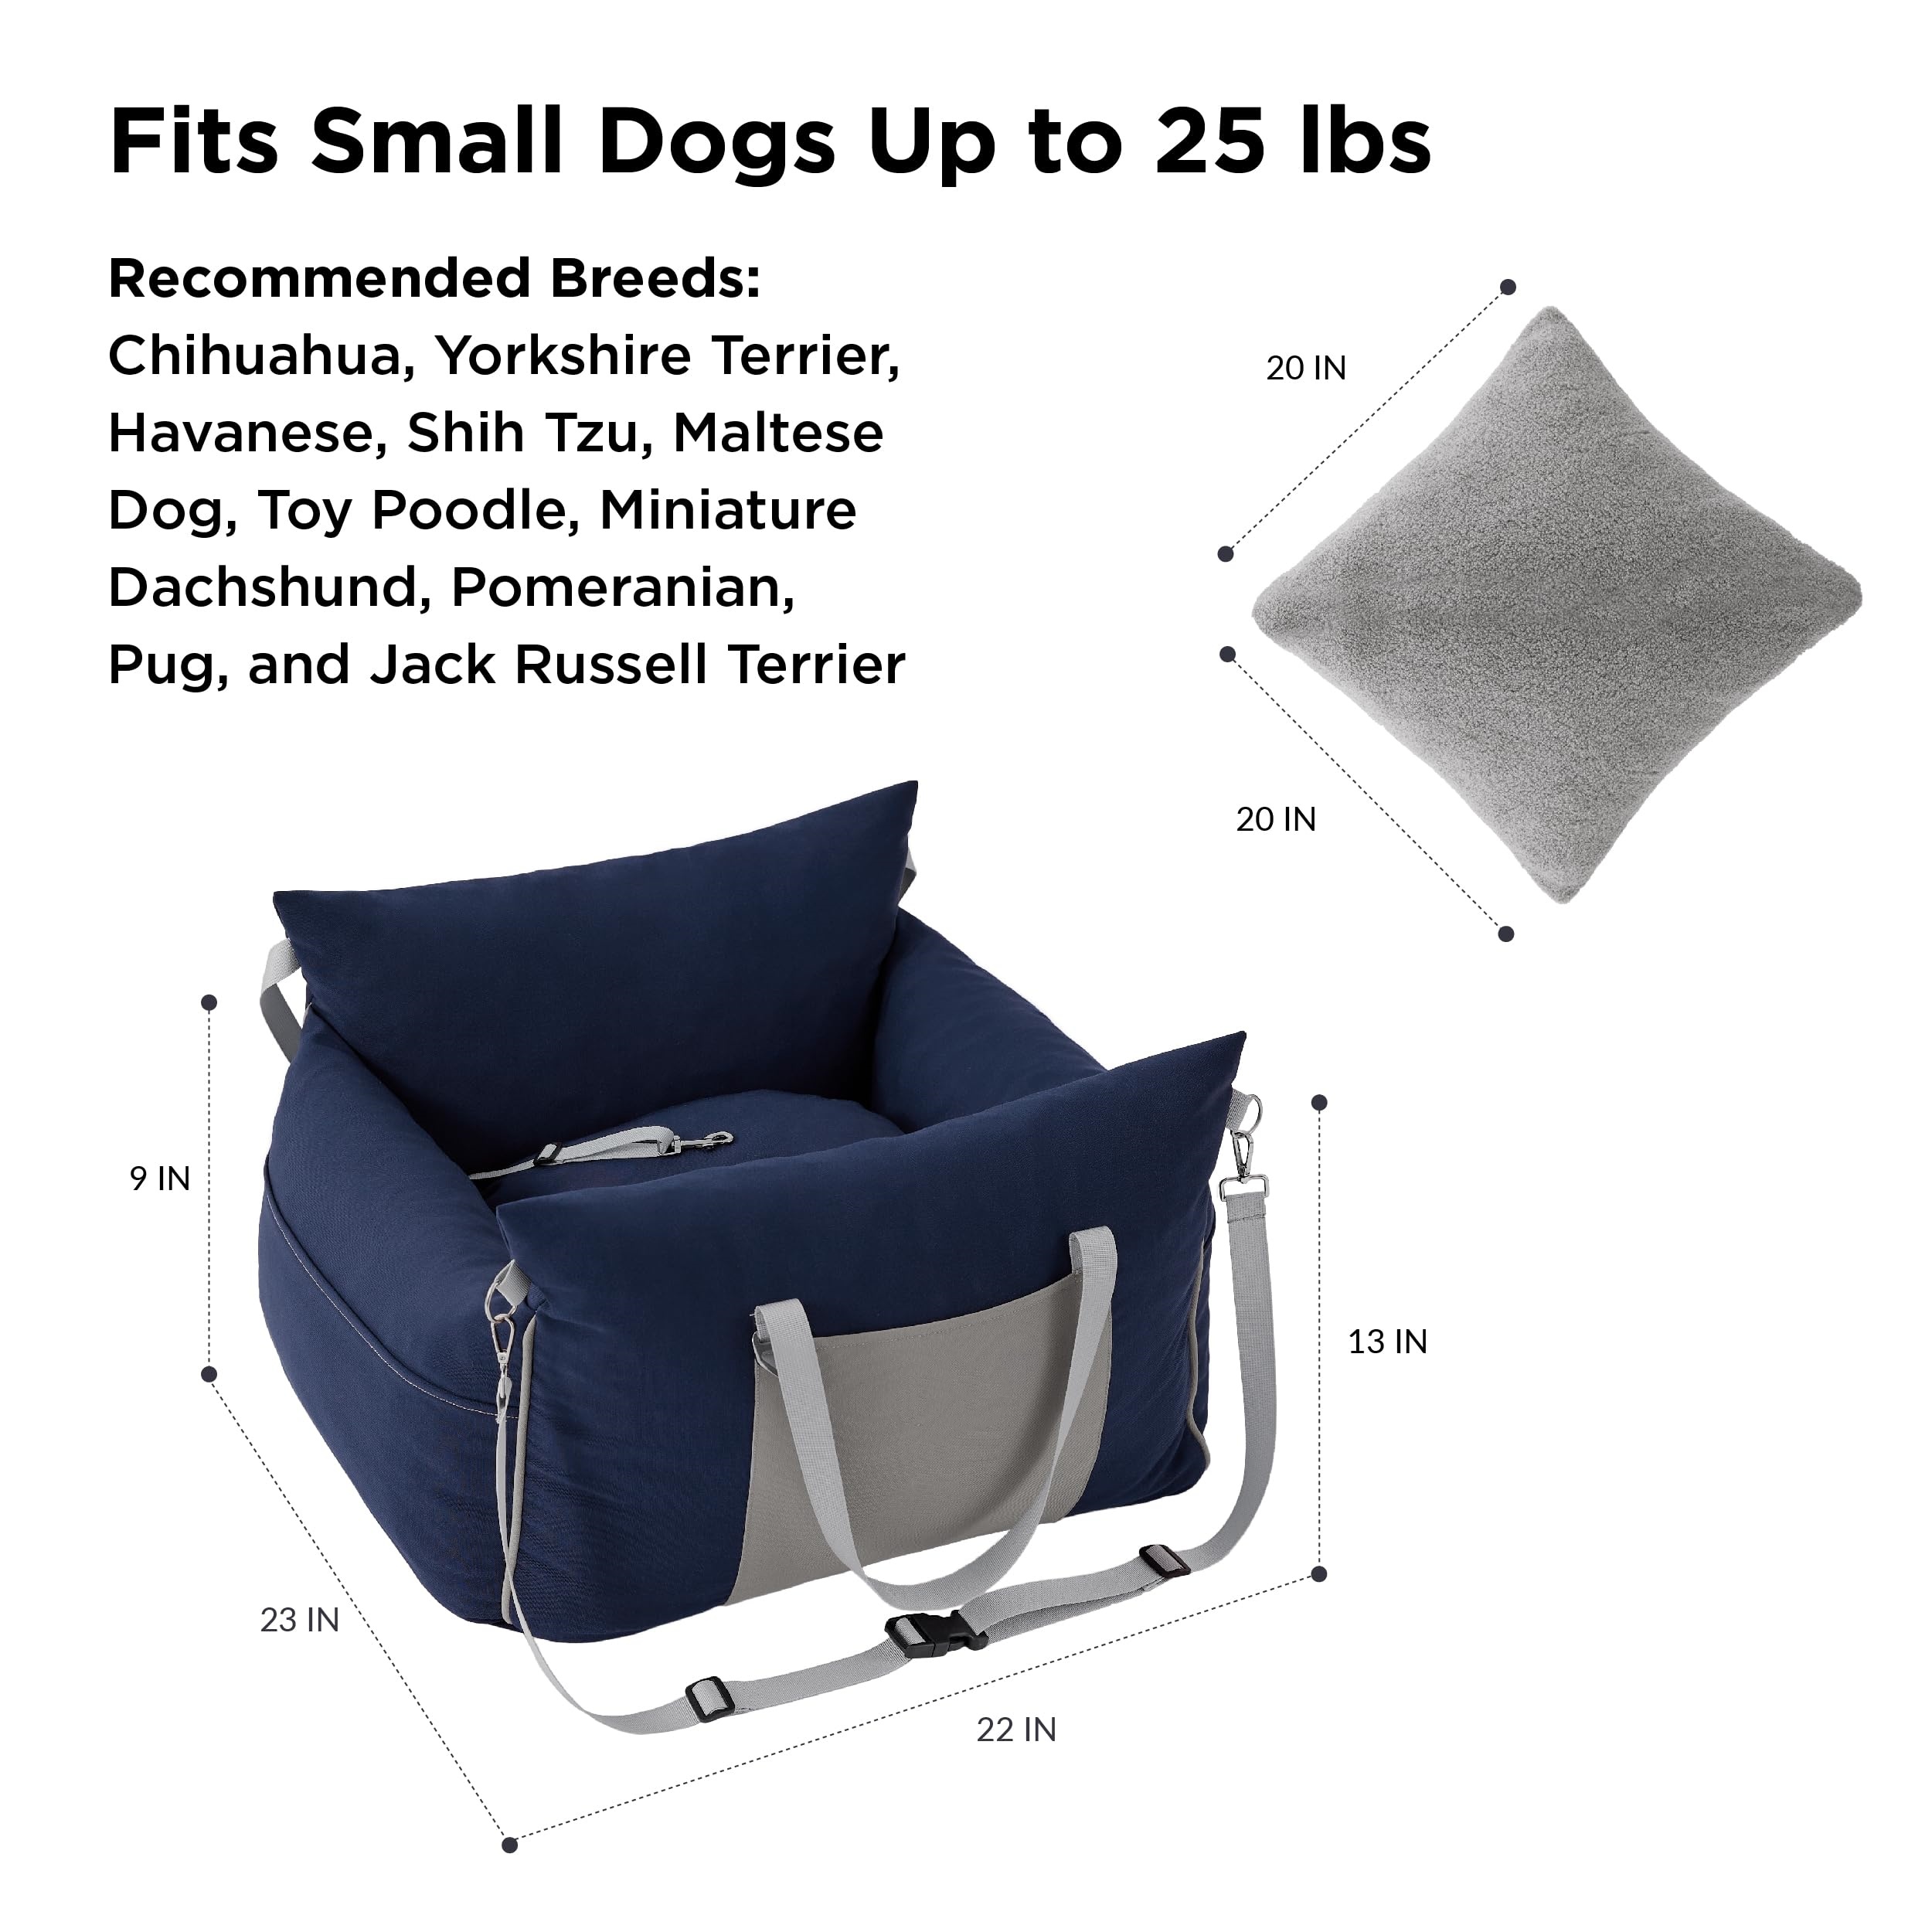 Fits Small Dogs Up to 25 lbs
Recommended Breeds:
Chihuahua, Yorkshire Terrier,
Havanese, Shih Tzu, Maltese
Dog, Toy Poodle, Miniature
Dachshund, Pomeranian,
Pug, and Jack Russell Terrier
20 IN
20 IN
9 IN
13 IN
23 IN
22 IN